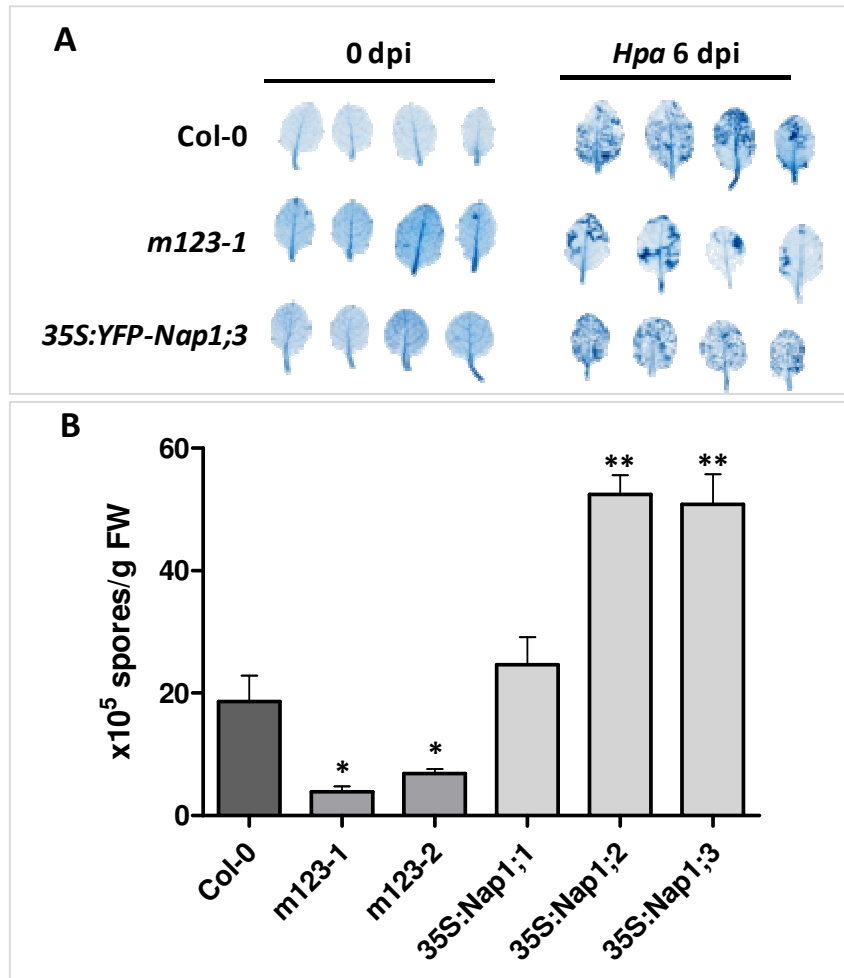 A
0 dpi
Hpa 6 dpi
Col-0
m123-1
35S:YFP-Nap1;3
B
x10⁵ spores/g FW
60
40
20
0
*
*
**
**
Col-0
m123-1
m123-2
35S:Nap1;1
35S:Nap1;2
35S:Nap1;3